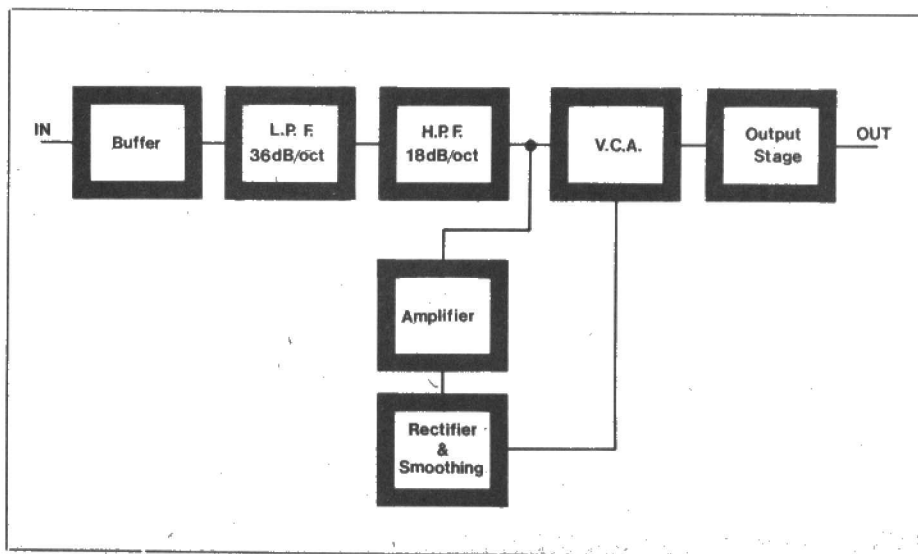 IN
Buffer
L.P. F.
36dB/oct
H.P.F.
18dB/oct
V.C.A.
Output
Stage
OUT
Amplifier
Rectifier
&
Smoothing